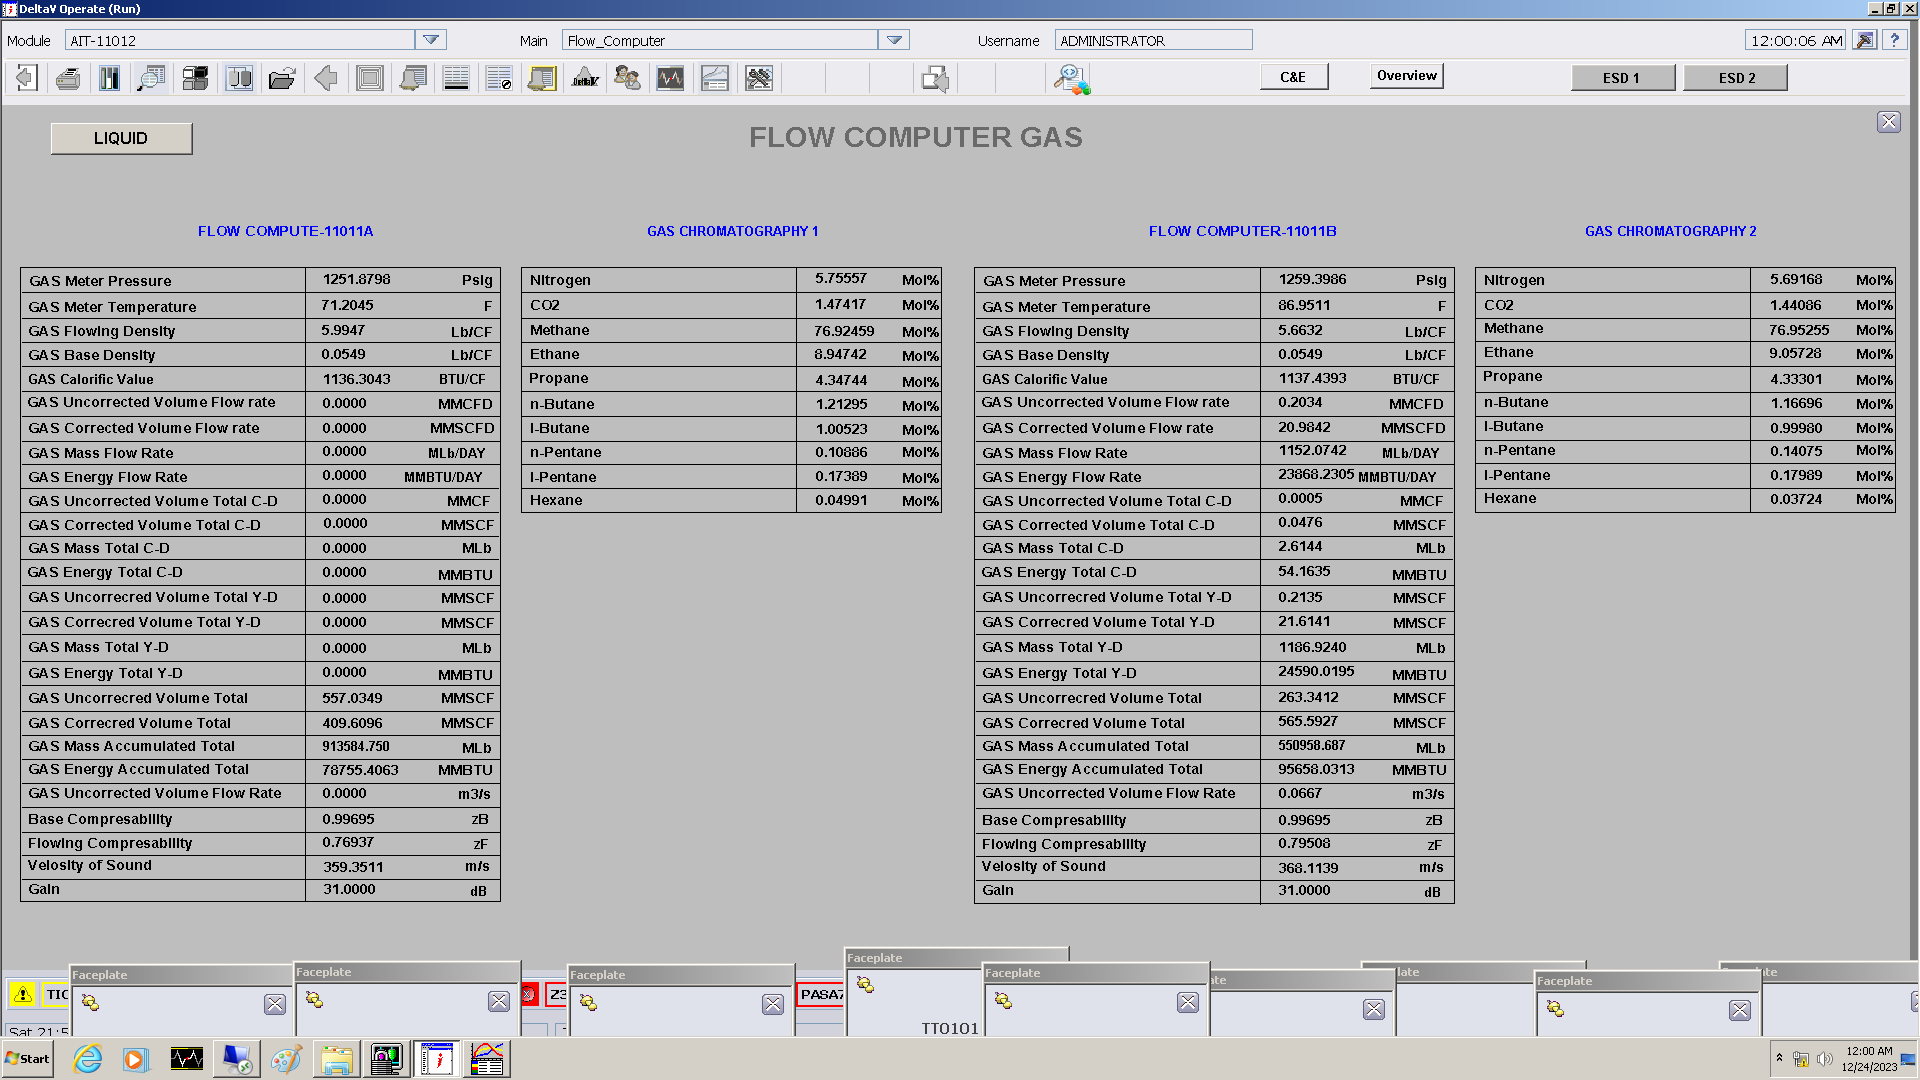 DeltaV Operate (Run)
Module AIT-11012 Main Flow_Computer Username ADMINISTRATOR 12:00:06 AM
DeltaV C&E Overview ESD 1 ESD 2
LIQUID FLOW COMPUTER GAS
FLOW COMPUTE-11011A
GAS Meter Pressure 1251.8798 Psig
GAS Meter Temperature 71.2045 F
GAS Flowing Density 5.9947 Lb/CF
GAS Base Density 0.0549 Lb/CF
GAS Calorific Value 1136.3043 BTU/CF
GAS Uncorrected Volume Flow rate 0.0000 MMCFD
GAS Corrected Volume Flow rate 0.0000 MMSCFD
GAS Mass Flow Rate 0.0000 MLb/DAY
GAS Energy Flow Rate 0.0000 MMBTU/DAY
GAS Uncorrected Volume Total C-D 0.0000 MMCF
GAS Corrected Volume Total C-D 0.0000 MMSCF
GAS Mass Total C-D 0.0000 MLb
GAS Energy Total C-D 0.0000 MMBTU
GAS Uncorrecred Volume Total Y-D 0.0000 MMSCF
GAS Correcred Volume Total Y-D 0.0000 MMSCF
GAS Mass Total Y-D 0.0000 MLb
GAS Energy Total Y-D 0.0000 MMBTU
GAS Uncorrecred Volume Total 557.0349 MMSCF
GAS Correcred Volume Total 409.6096 MMSCF
GAS Mass Accumulated Total 913584.750 MLb
GAS Energy Accumulated Total 78755.4063 MMBTU
GAS Uncorrected Volume Flow Rate 0.0000 m3/s
Base Compresability 0.99695 zB
Flowing Compresability 0.76937 zF
Velosity of Sound 359.3511 m/s
Gain 31.0000 dB
GAS CHROMATOGRAPHY 1
Nitrogen 5.75557 Mol%
CO2 1.47417 Mol%
Methane 76.92459 Mol%
Ethane 8.94742 Mol%
Propane 4.34744 Mol%
n-Butane 1.21295 Mol%
I-Butane 1.00523 Mol%
n-Pentane 0.10886 Mol%
I-Pentane 0.17389 Mol%
Hexane 0.04991 Mol%
FLOW COMPUTER-11011B
GAS Meter Pressure 1259.3986 Psig
GAS Meter Temperature 86.9511 F
GAS Flowing Density 5.6632 Lb/CF
GAS Base Density 0.0549 Lb/CF
GAS Calorific Value 1137.4393 BTU/CF
GAS Uncorrected Volume Flow rate 0.2034 MMCFD
GAS Corrected Volume Flow rate 20.9842 MMSCFD
GAS Mass Flow Rate 1152.0742 MLb/DAY
GAS Energy Flow Rate 23868.2305 MMBTU/DAY
GAS Uncorrected Volume Total C-D 0.0005 MMCF
GAS Corrected Volume Total C-D 0.0476 MMSCF
GAS Mass Total C-D 2.6144 MLb
GAS Energy Total C-D 54.1635 MMBTU
GAS Uncorrecred Volume Total Y-D 0.2135 MMSCF
GAS Correcred Volume Total Y-D 21.6141 MMSCF
GAS Mass Total Y-D 1186.9240 MLb
GAS Energy Total Y-D 24590.0195 MMBTU
GAS Uncorrecred Volume Total 263.3412 MMSCF
GAS Correcred Volume Total 565.5927 MMSCF
GAS Mass Accumulated Total 550958.687 MLb
GAS Energy Accumulated Total 95658.0313 MMBTU
GAS Uncorrected Volume Flow Rate 0.0667 m3/s
Base Compresability 0.99695 zB
Flowing Compresability 0.79508 zF
Velosity of Sound 368.1139 m/s
Gain 31.0000 dB
GAS CHROMATOGRAPHY 2
Nitrogen 5.69168 Mol%
CO2 1.44086 Mol%
Methane 76.95255 Mol%
Ethane 9.05728 Mol%
Propane 4.33301 Mol%
n-Butane 1.16696 Mol%
I-Butane 0.99980 Mol%
n-Pentane 0.14075 Mol%
I-Pentane 0.17989 Mol%
Hexane 0.03724 Mol%
Faceplate Faceplate Faceplate Faceplate Faceplate Faceplate
TIC PASA7
TT0101
Sat 21:5
Start 12:00 AM
12/24/2023